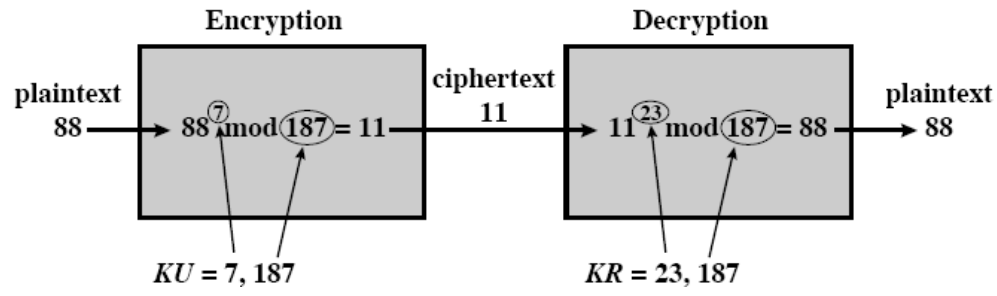 Encryption
Decryption
plaintext
88
88^7 mod 187 = 11
ciphertext
11
11^23 mod 187 = 88
plaintext
88
KU = 7, 187
KR = 23, 187